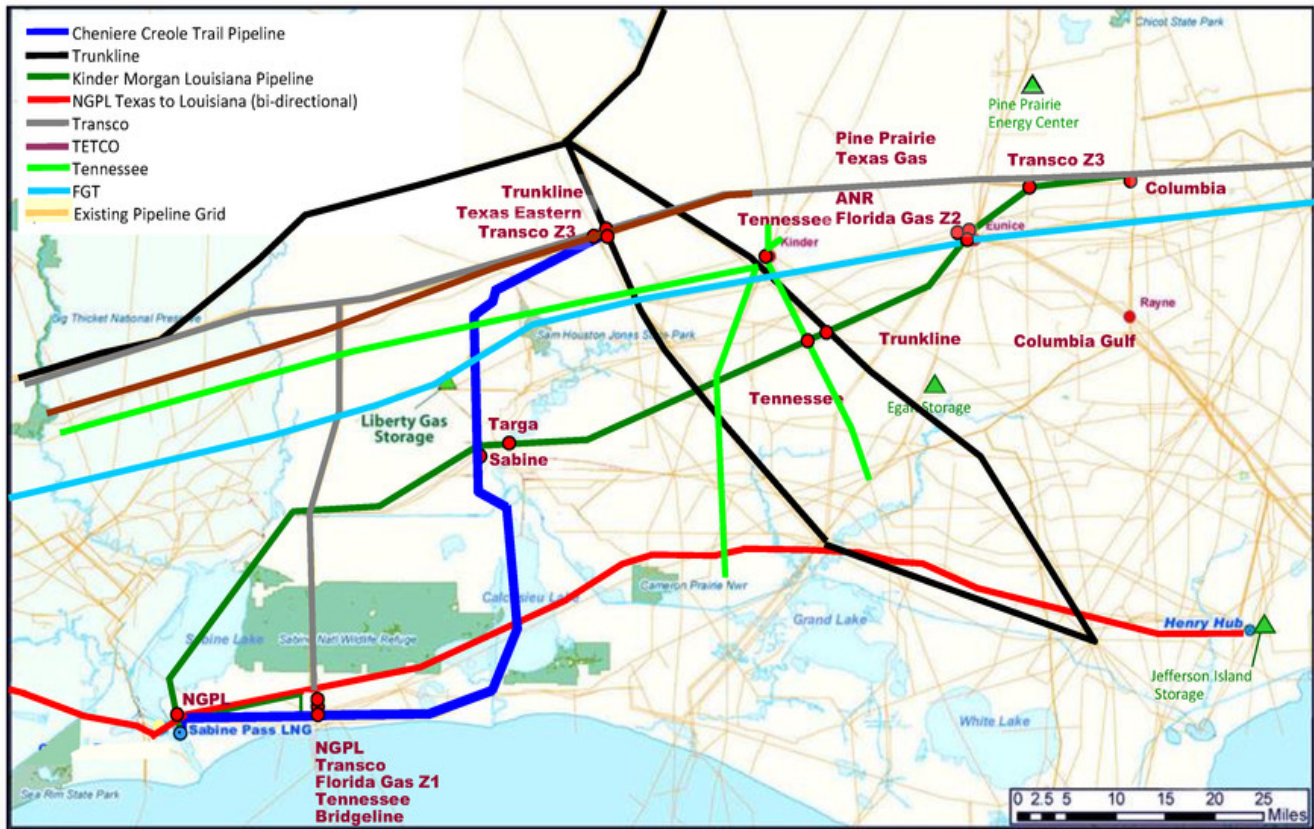 Cheniere Creole Trail Pipeline
Trunkline
Kinder Morgan Louisiana Pipeline
NGPL Texas to Louisiana (bi-directional)
Transco
TETCO
Tennessee
FGT
Existing Pipeline Grid
Chicot State Park
Pine Prairie
Energy Center
Pine Prairie
Texas Gas
Transco Z3
Columbia
Trunkline
Texas Eastern
Transco Z3
ANR
Tennessee
Florida Gas Z2
Eunice
Kinder
Big Thicket National Preserve
Sam Houston Jones State Park
Rayne
Columbia Gulf
Trunkline
Liberty Gas
Storage
Tennessee
Egan Storage
Targa
Sabine
Cameron Prairie Nwr
Calcasieu Lake
Sabine Lake
Sabine Natl Wildlife Refuge
Grand Lake
Henry Hub
Jefferson Island
Storage
NGPL
Sabine Pass LNG
White Lake
NGPL
Transco
Florida Gas Z1
Tennessee
Bridgeline
Sea Rim State Park
0 2.5 5 10 15 20 25
Miles